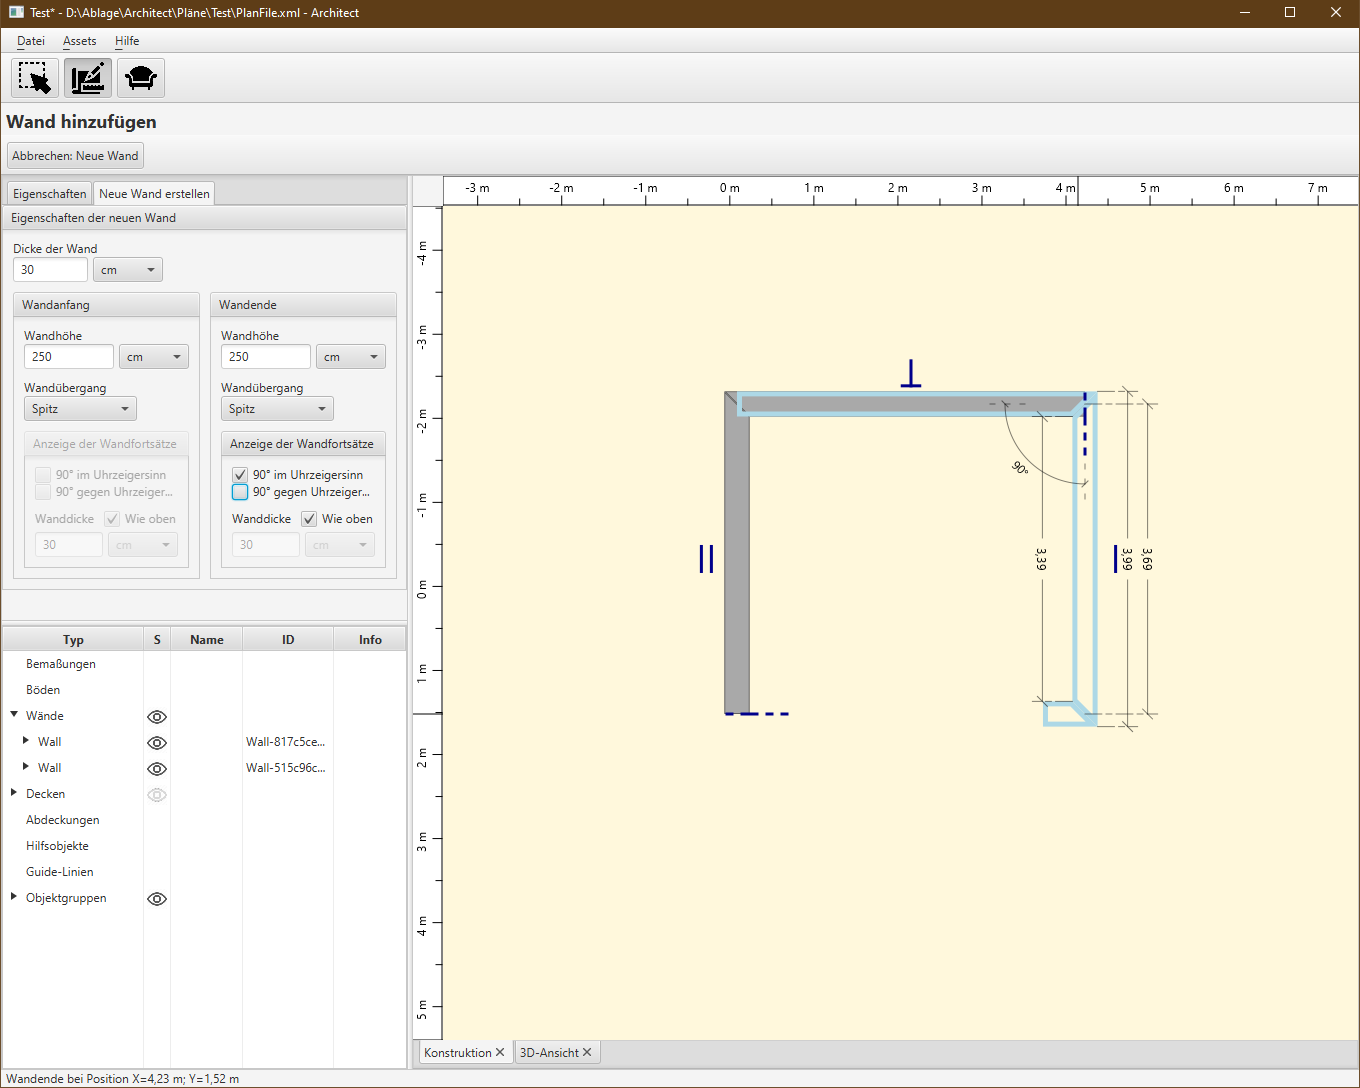 Test* - D:\Ablage\Architect\Pläne\Test\PlanFile.xml - Architect
Datei Assets Hilfe
Wand hinzufügen
Abbrechen: Neue Wand
Eigenschaften Neue Wand erstellen
Eigenschaften der neuen Wand
Dicke der Wand
30 cm
Wandanfang
Wandhöhe
250 cm
Wandübergang
Spitz
Anzeige der Wandfortsätze
90° im Uhrzeigersinn
90° gegen Uhrzeiger...
Wanddicke Wie oben
30 cm
Wandende
Wandhöhe
250 cm
Wandübergang
Spitz
Anzeige der Wandfortsätze
90° im Uhrzeigersinn
90° gegen Uhrzeiger...
Wanddicke Wie oben
30 cm
Typ S Name ID Info
Bemaßungen
Böden
Wände
Wall Wall-817c5ce...
Wall Wall-515c96c...
Decken
Abdeckungen
Hilfsobjekte
Guide-Linien
Objektgruppen
-3 m -2 m -1 m 0 m 1 m 2 m 3 m 4 m 5 m 6 m 7 m
-4 m
-3 m
-2 m
-1 m
0 m
1 m
2 m
3 m
4 m
5 m
90°
3,39
3,99
3,69
Konstruktion 3D-Ansicht
Wandende bei Position X=4,23 m; Y=1,52 m